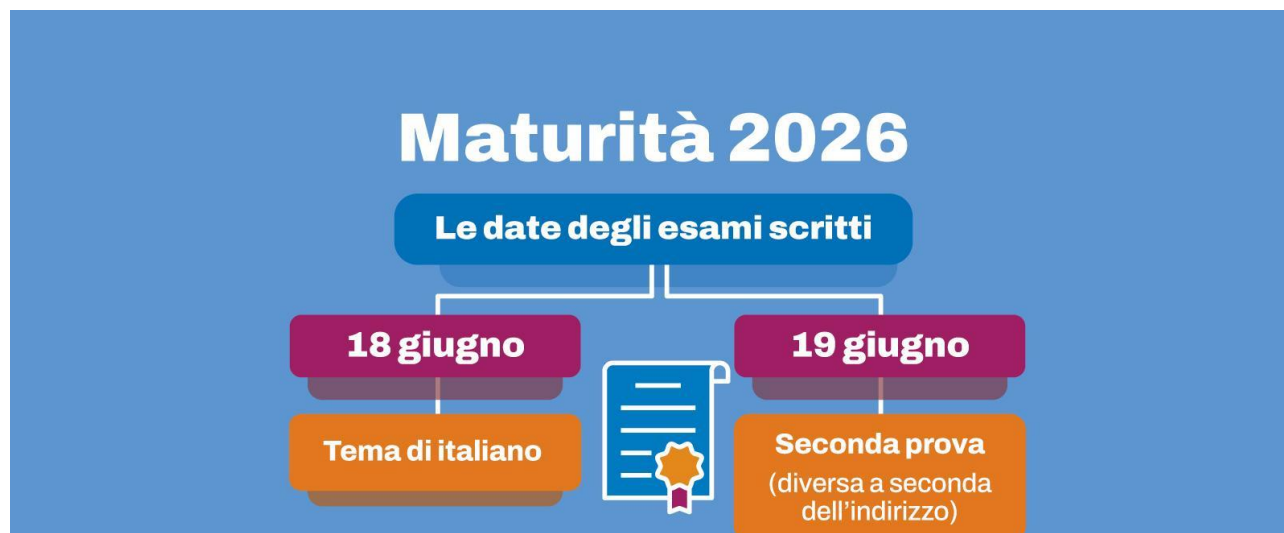 Maturità 2026
Le date degli esami scritti
18 giugno
19 giugno
Tema di italiano
Seconda prova
(diversa a seconda
dell'indirizzo)